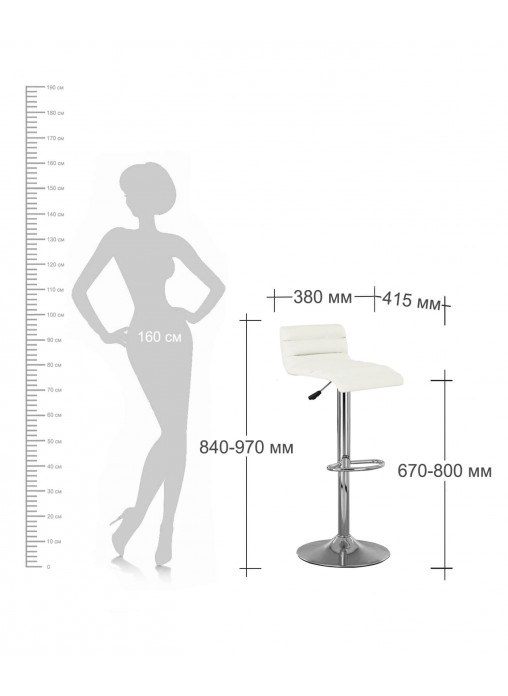 190 см
180 см
170 см
160 см
150 см
140 см
130 см
120 см
110 см
100 см
90 см
80 см
70 см
60 см
50 см
40 см
30 см
20 см
10 см
0
160 см
380 мм
415 мм
840-970 мм
670-800 мм